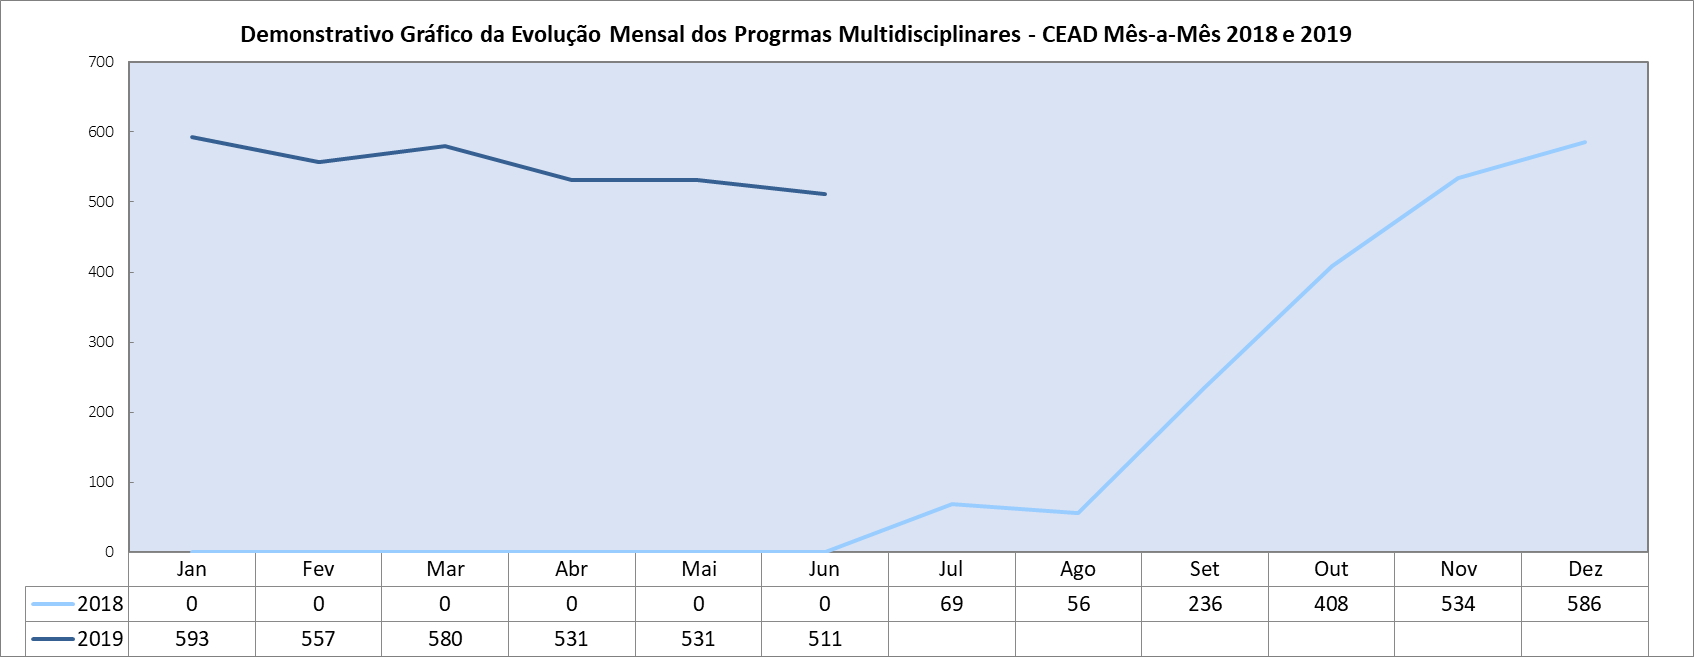 Demonstrativo Gráfico da Evolução Mensal dos Progrmas Multidisciplinares - CEAD Mês-a-Mês 2018 e 2019
700
600
500
400
300
200
100
0
Jan Fev Mar Abr Mai Jun Jul Ago Set Out Nov Dez
2018 0 0 0 0 0 0 69 56 236 408 534 586
2019 593 557 580 531 531 511